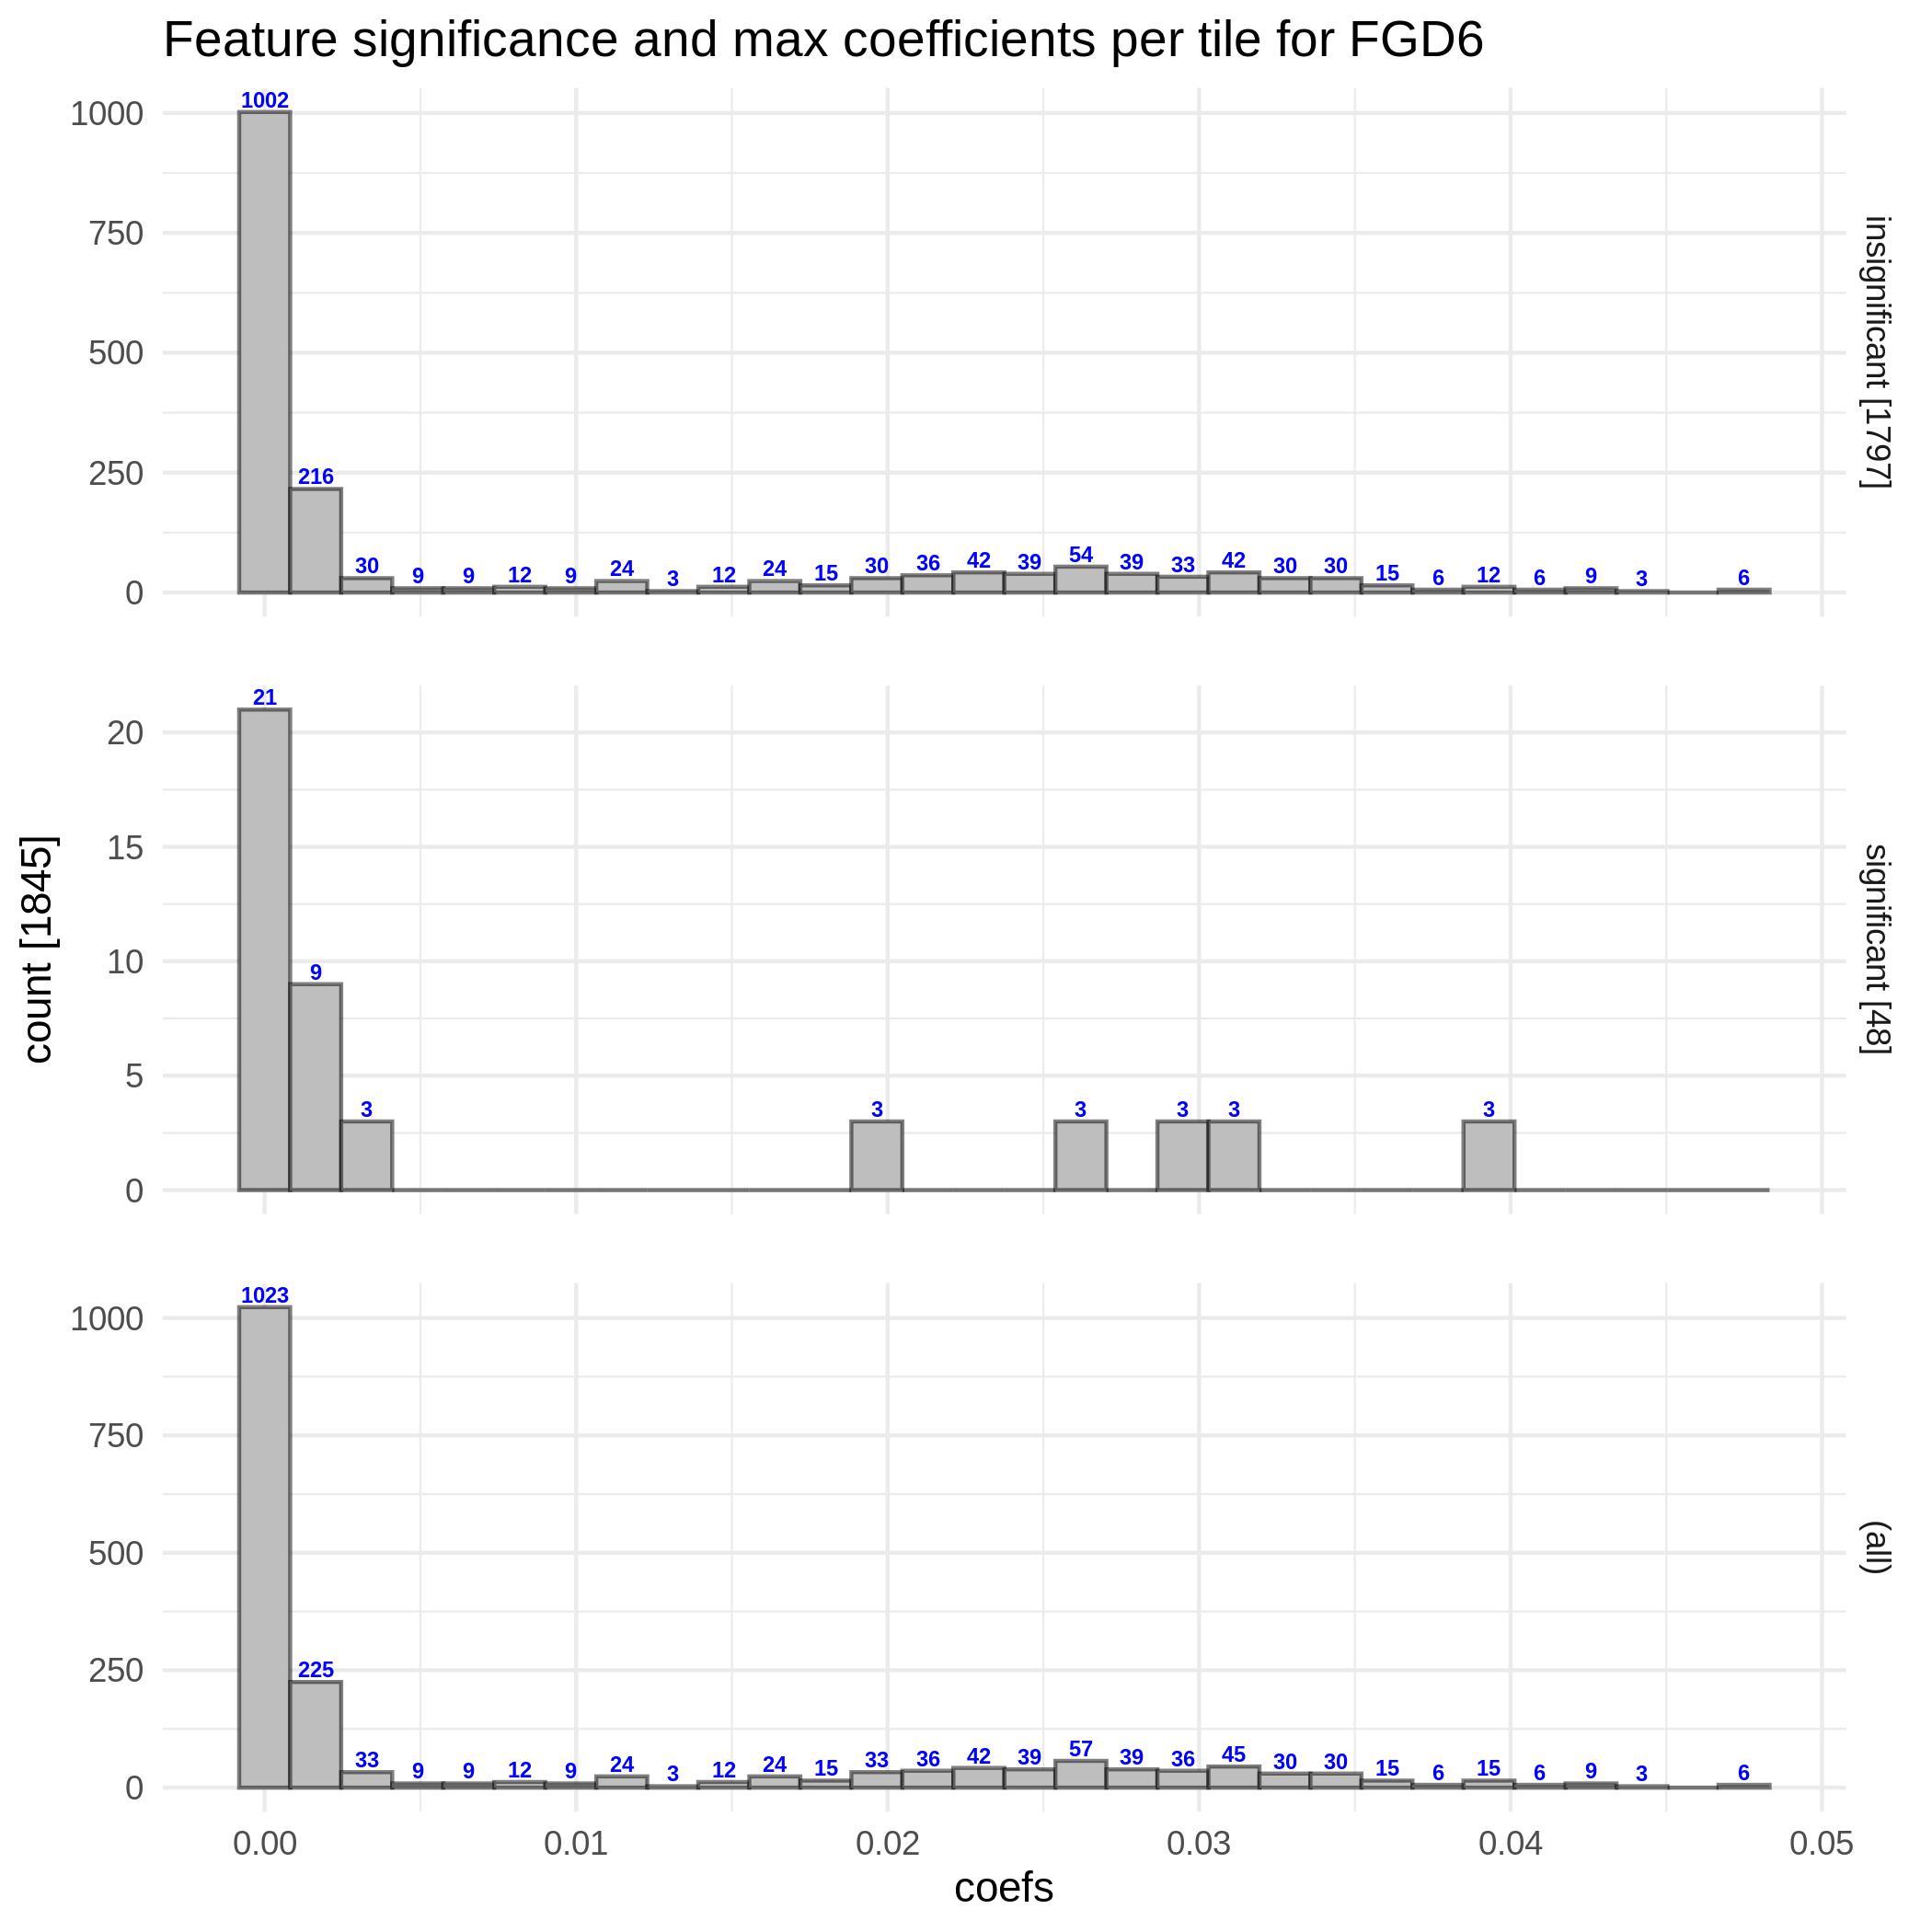 Feature significance and max coefficients per tile for FGD6
1002
1000
750
500
250
216
0
30 9 9 12 9 24 3 12 24 15 30 36 42 39 54 39 33 42 30 30 15 6 12 6 9 3 6
insignificant [1797]
count [1845]
21
20
15
10
9
5
3 3 3 3 3 3
0
significant [48]
1023
1000
750
500
250
225
0
33 9 9 12 9 24 3 12 24 15 33 36 42 39 57 39 36 45 30 30 15 6 15 6 9 3 6
(all)
0.00 0.01 0.02 0.03 0.04 0.05
coefs